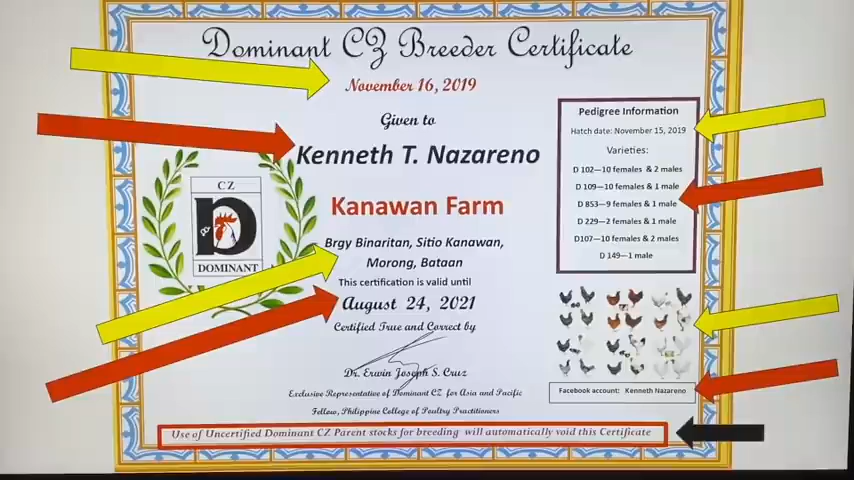 Dominant CZ Breeder Certificate
November 16, 2019
Given to
Kenneth T. Nazareno
Kanawan Farm
Brgy Binaritan, Sitio Kanawan,
Morong, Bataan
This certification is valid until
August 24, 2021
Certified True and Correct by
Dr. Erwin Joseph S. Cruz
Exclusive Representative of Dominant CZ for Asia and Pacific
Fellow, Philippine College of Poultry Practitioners
Use of Uncertified Dominant CZ Parent stocks for breeding will automatically void this Certificate
CZ
D
DOMINANT
Pedigree Information
Hatch date: November 15, 2019
Varieties:
D 102—10 females & 2 males
D 109—10 females & 1 male
D 853—9 females & 1 male
D 229—2 females & 1 male
D107—10 females & 2 males
D 149—1 male
Facebook account: Kenneth Nazareno